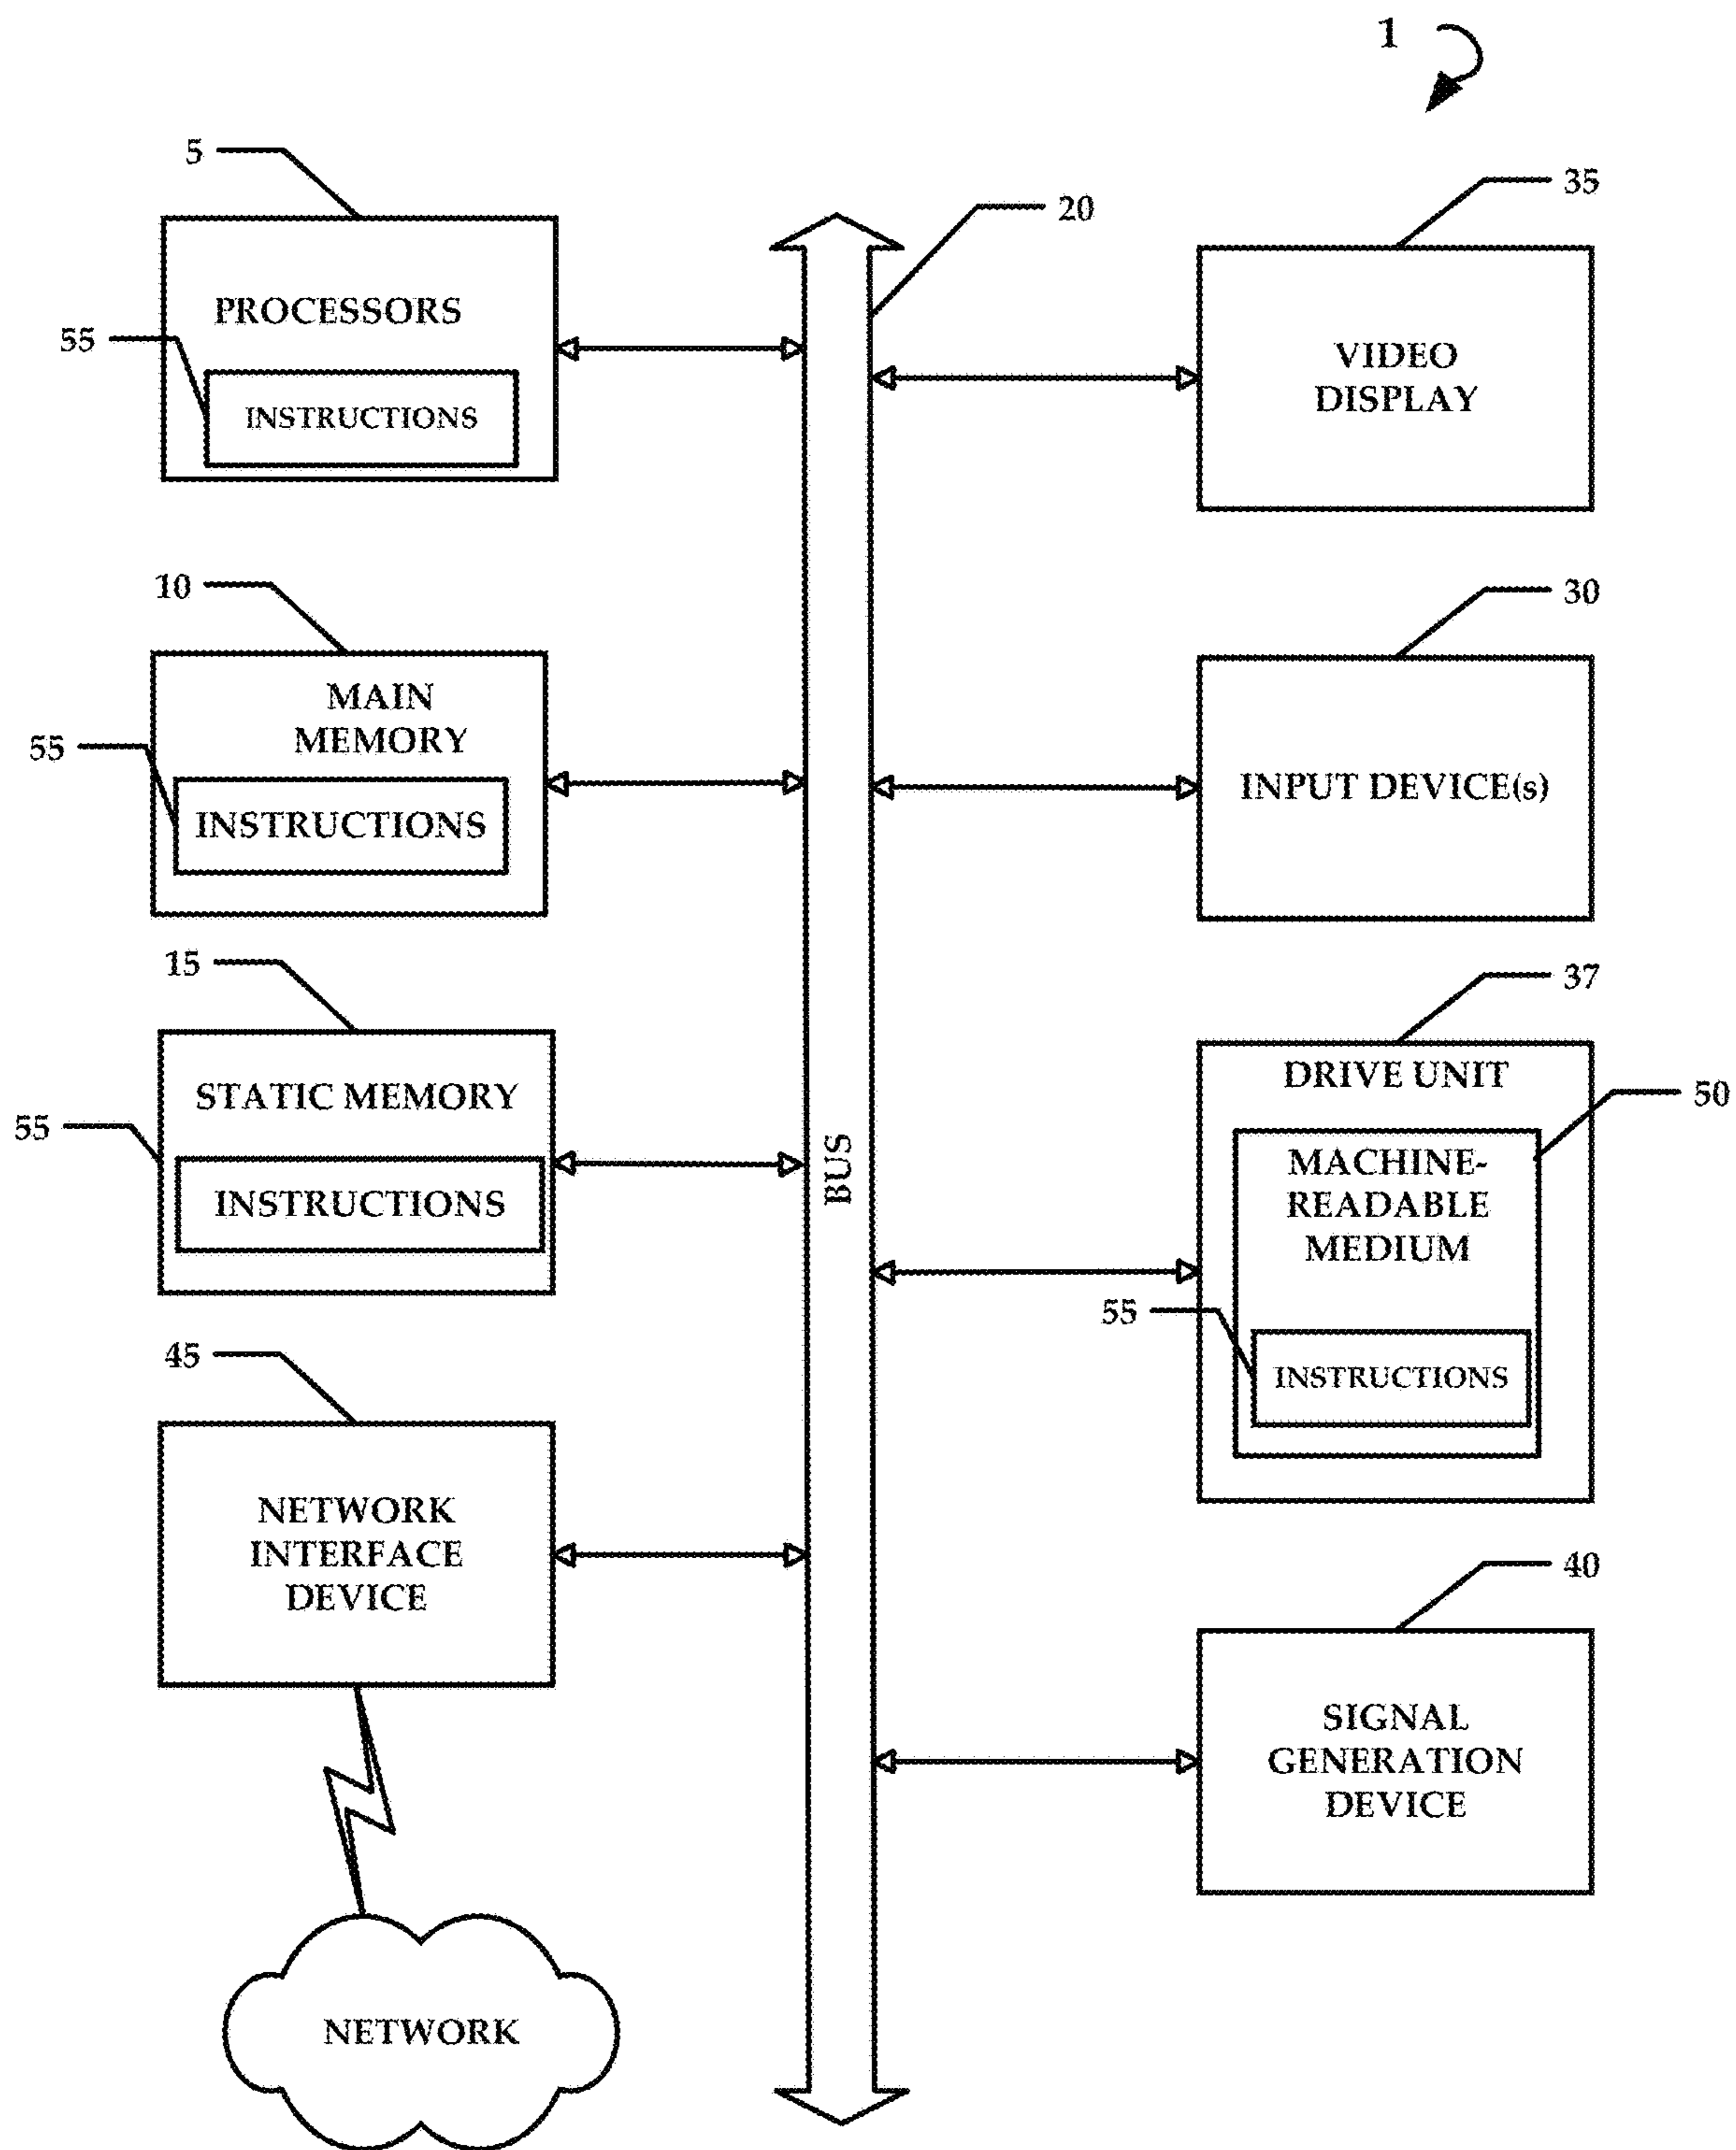 1
5
PROCESSORS
55
INSTRUCTIONS
10
MAIN
MEMORY
55
INSTRUCTIONS
15
STATIC MEMORY
55
INSTRUCTIONS
45
NETWORK
INTERFACE
DEVICE
NETWORK
20
BUS
35
VIDEO
DISPLAY
30
INPUT DEVICE(s)
37
DRIVE UNIT
50
MACHINE-
READABLE
MEDIUM
55
INSTRUCTIONS
40
SIGNAL
GENERATION
DEVICE